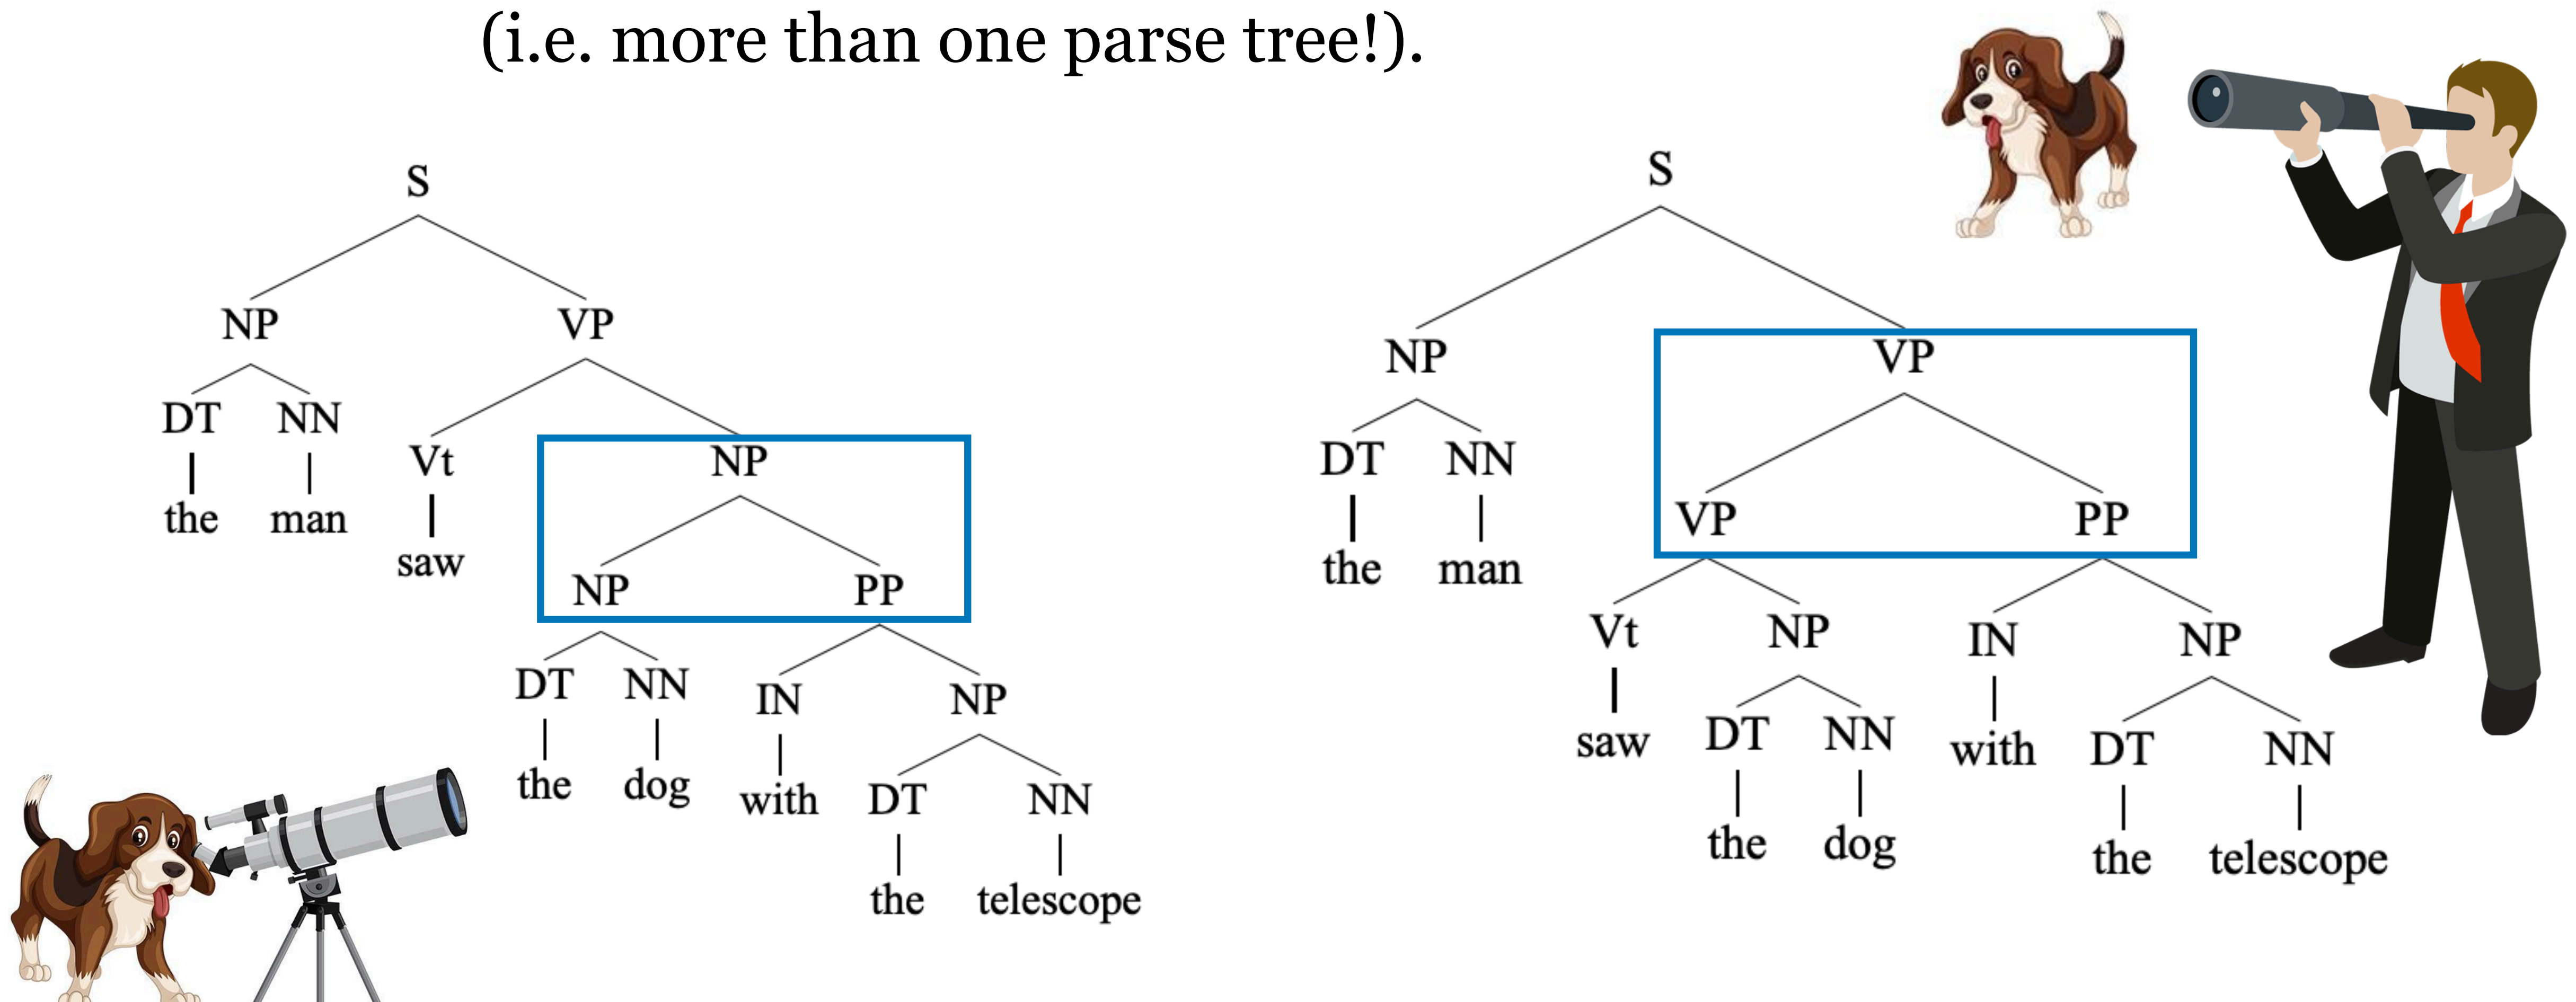 (i.e. more than one parse tree!).
S
NP VP
DT NN
the man
Vt NP
saw
NP PP
DT NN IN NP
the dog with DT NN
the telescope
S
NP VP
DT NN
the man
VP PP
Vt NP IN NP
saw DT NN with DT NN
the dog the telescope